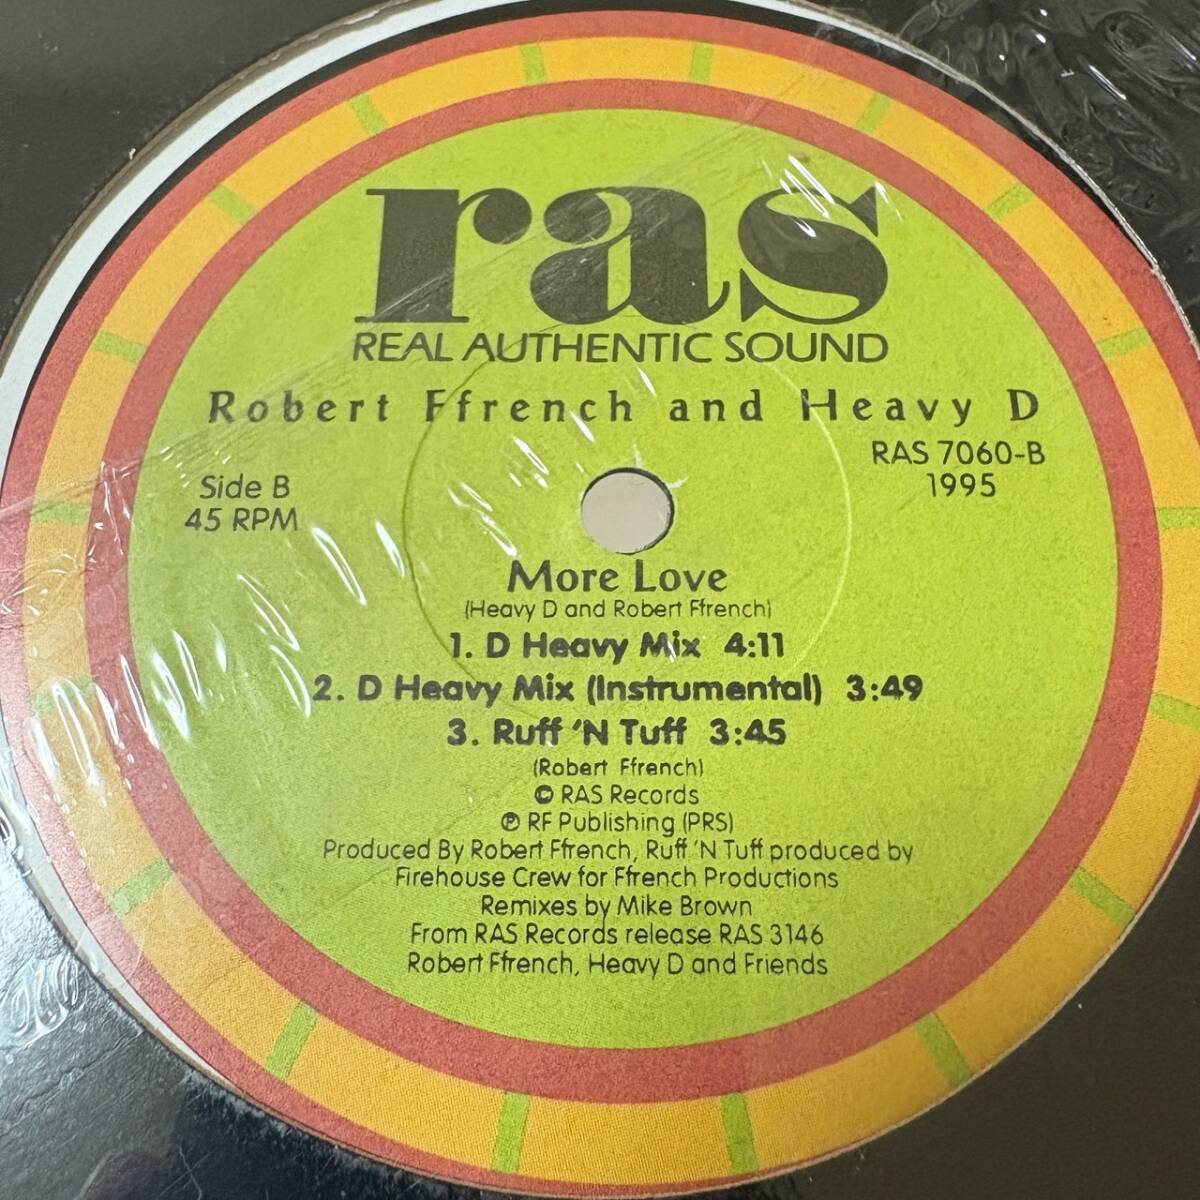 ras
REAL AUTHENTIC SOUND
Robert Ffrench and Heavy D
RAS 7060-B
1995
Side B
45 RPM
More Love
(Heavy D and Robert Ffrench)
1. D Heavy Mix 4:11
2. D Heavy Mix (Instrumental) 3:49
3. Ruff 'N Tuff 3:45
(Robert Ffrench)
© RAS Records
℗ RF Publishing (PRS)
Produced By Robert Ffrench, Ruff 'N Tuff produced by
Firehouse Crew for Ffrench Productions
Remixes by Mike Brown
From RAS Records release RAS 3146
Robert Ffrench, Heavy D and Friends